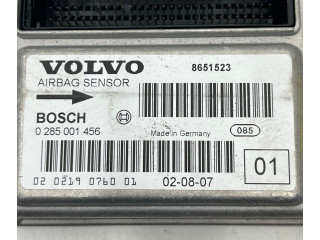 VOLVO 8651523
AIRBAG SENSOR
BOSCH
0 285 001 456 Made in Germany 085
01
02 0219 0760 01 02-08-07